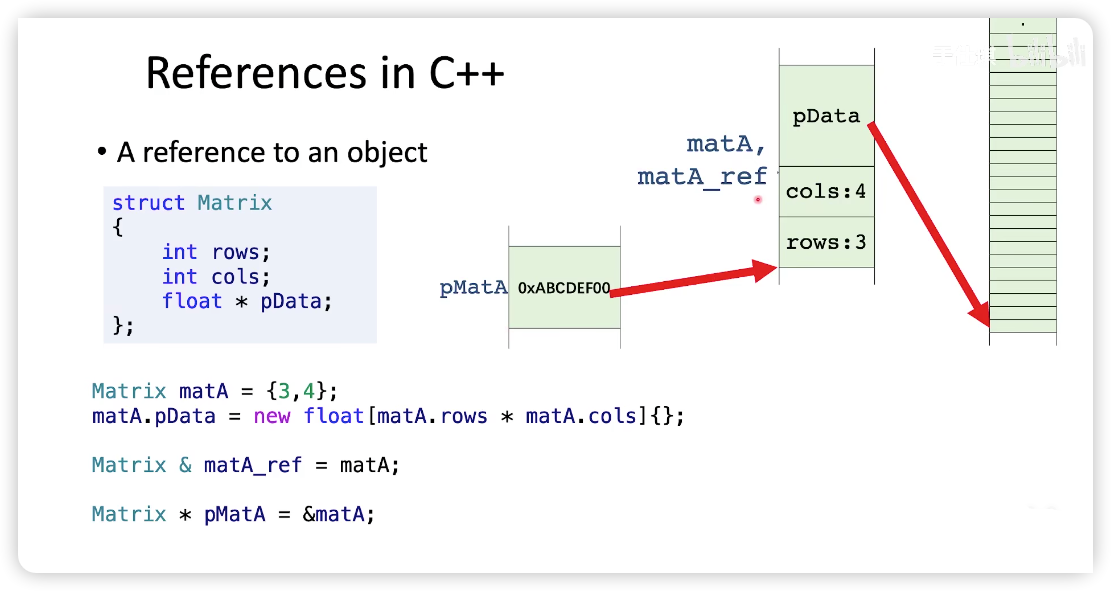 References in C++
• A reference to an object
struct Matrix
{
    int rows;
    int cols;
    float * pData;
};
matA,
matA_ref
pData
cols:4
rows:3
pMatA
0xABCDEF00
Matrix matA = {3,4};
matA.pData = new float[matA.rows * matA.cols]{};
Matrix & matA_ref = matA;
Matrix * pMatA = &matA;